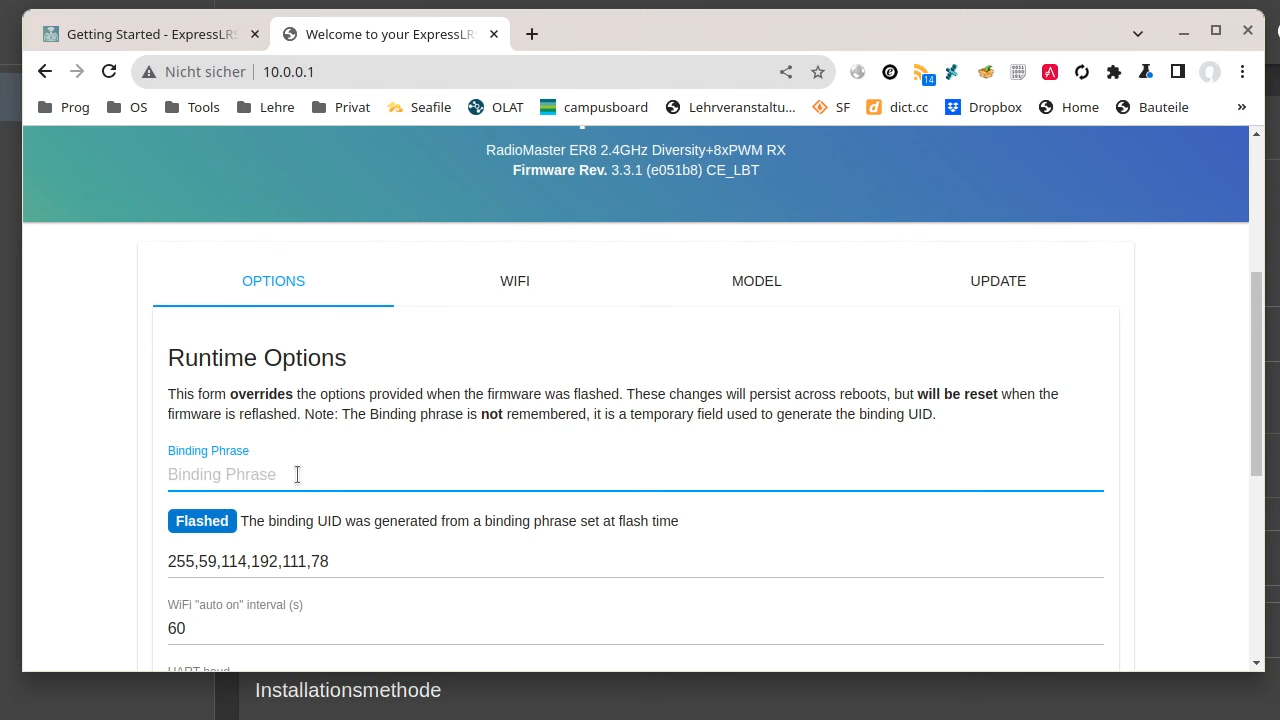 Getting Started - ExpressLRS
Welcome to your ExpressLR
Nicht sicher
10.0.0.1
14
Prog
OS
Tools
Lehre
Privat
Seafile
OLAT
campusboard
Lehrveranstaltu...
SF
dict.cc
Dropbox
Home
Bauteile
»
RadioMaster ER8 2.4GHz Diversity+8xPWM RX
Firmware Rev. 3.3.1 (e051b8) CE_LBT
OPTIONS
WIFI
MODEL
UPDATE
Runtime Options
This form overrides the options provided when the firmware was flashed. These changes will persist across reboots, but will be reset when the
firmware is reflashed. Note: The Binding phrase is not remembered, it is a temporary field used to generate the binding UID.
Binding Phrase
Binding Phrase
Flashed The binding UID was generated from a binding phrase set at flash time
255,59,114,192,111,78
WiFi "auto on" interval (s)
60
UART baud
Installationsmethode